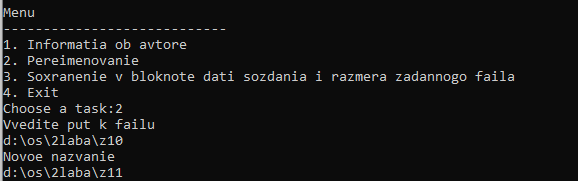 Menu
----------------------------
1. Informatia ob avtore
2. Pereimenovanie
3. Soxranenie v bloknote dati sozdania i razmera zadannogo faila
4. Exit
Choose a task:2
Vvedite put k failu
d:\os\2laba\z10
Novoe nazvanie
d:\os\2laba\z11